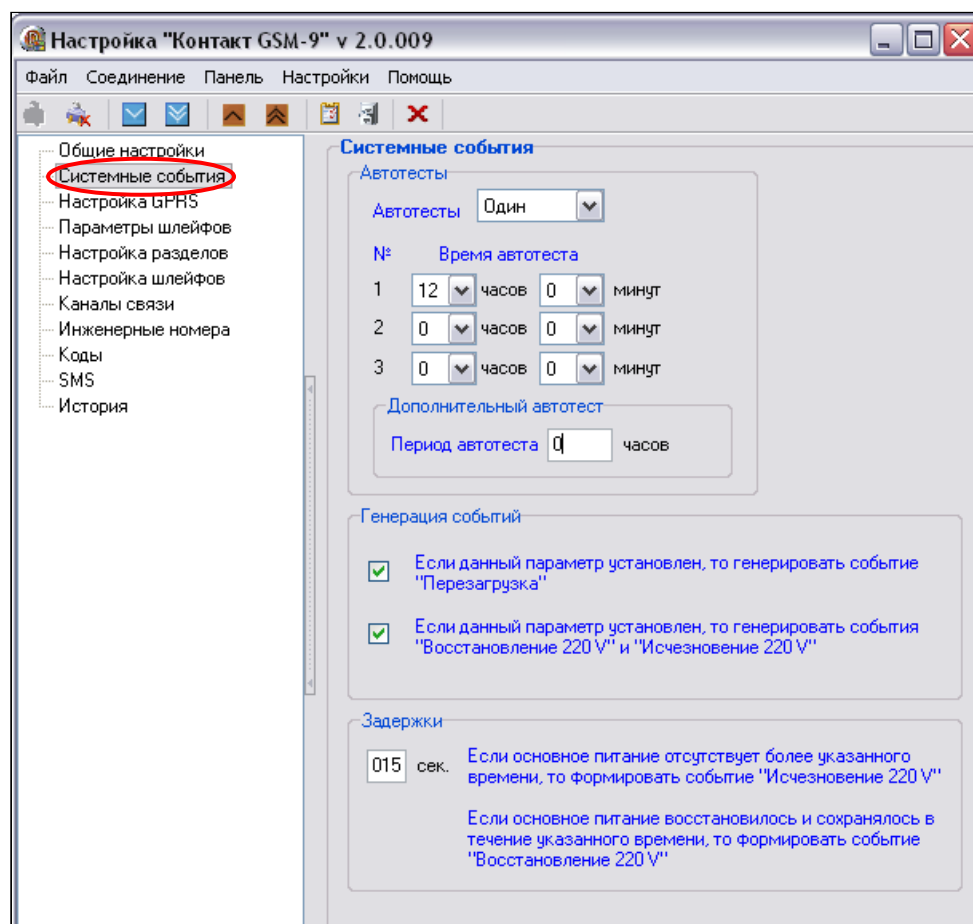 Настройка "Контакт GSM-9" v 2.0.009
Файл Соединение Панель Настройки Помощь
Общие настройки
Системные события
Настройка GPRS
Параметры шлейфов
Настройка разделов
Настройка шлейфов
Каналы связи
Инженерные номера
Коды
SMS
История
Системные события
Автотесты
Автотесты Один
№ Время автотеста
1 12 часов 0 минут
2 0 часов 0 минут
3 0 часов 0 минут
Дополнительный автотест
Период автотеста 0 часов
Генерация событий
Если данный параметр установлен, то генерировать событие
"Перезагрузка"
Если данный параметр установлен, то генерировать события
"Восстановление 220 V" и "Исчезновение 220 V"
Задержки
015 сек. Если основное питание отсутствует более указанного
времени, то формировать событие "Исчезновение 220 V"
Если основное питание восстановилось и сохранялось в
течение указанного времени, то формировать событие
"Восстановление 220 V"